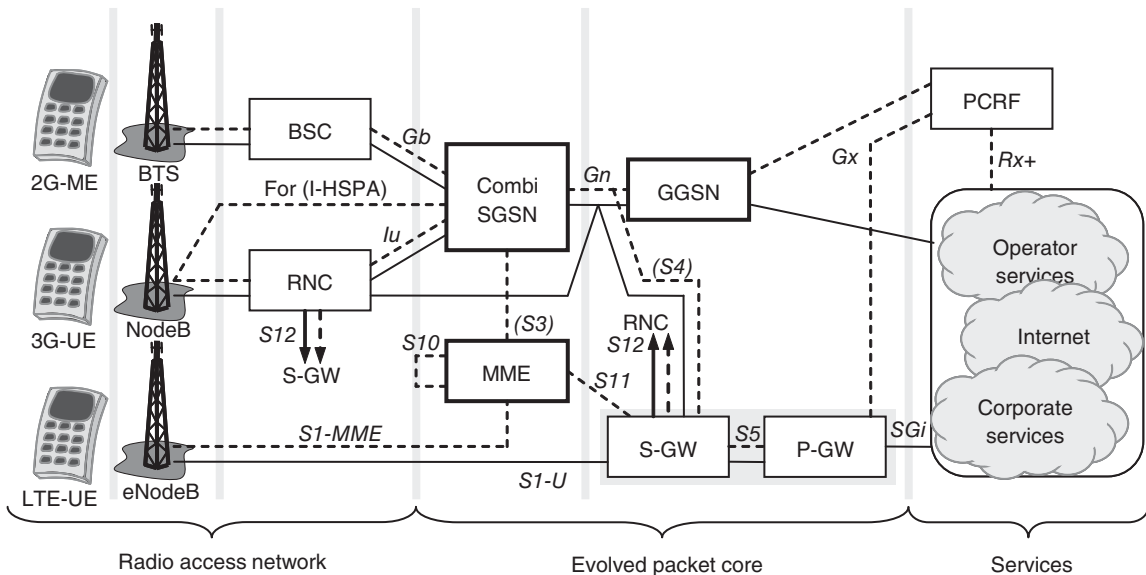 PCRF
BSC
Gb
2G-ME
BTS
Gx
Rx+
For (I-HSPA)
Combi
SGSN
Gn
GGSN
Iu
Operator
services
RNC
(S4)
3G-UE
NodeB
S12
S-GW
(S3)
RNC
S12
Internet
S10
MME
S11
Corporate
services
S1-MME
S-GW
S5
P-GW
SGi
S1-U
LTE-UE
eNodeB
Radio access network
Evolved packet core
Services